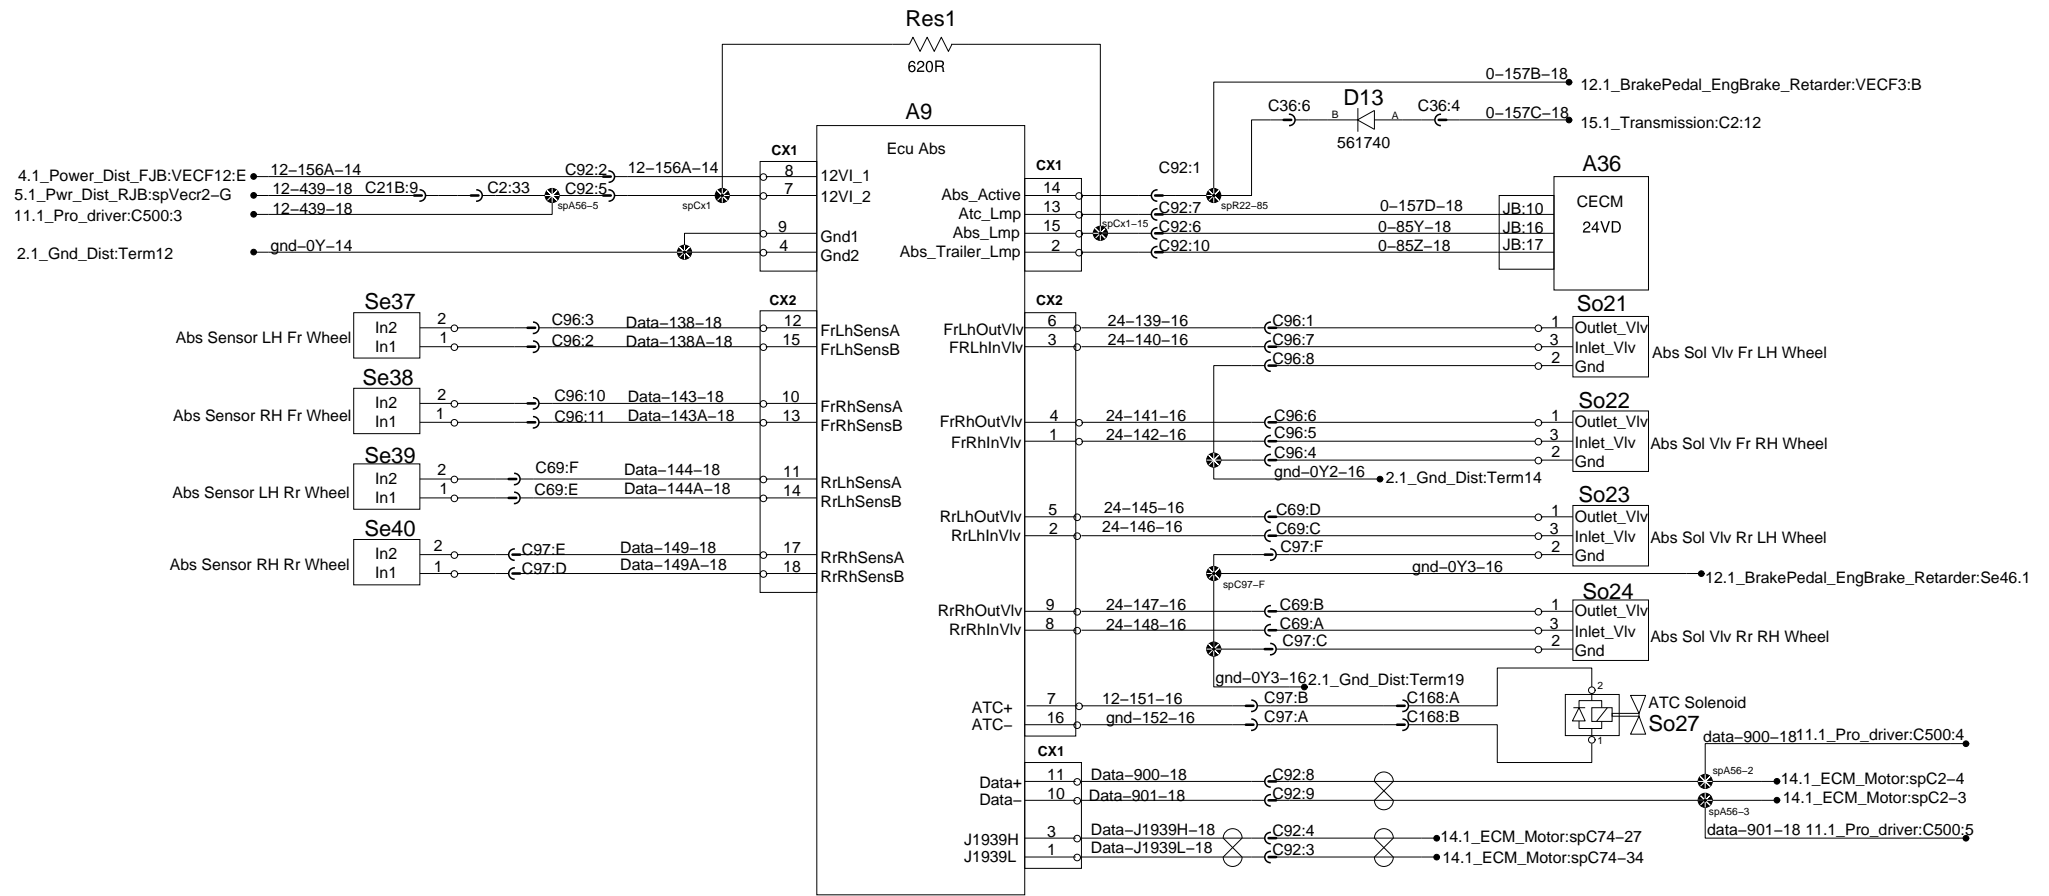 Res1
620R
0-157B-18
12.1_BrakePedal_EngBrake_Retarder:VECF3:B
C36:6
D13
C36:4
B
A
0-157C-18
15.1_Transmission:C2:12
561740
A9
Ecu Abs
4.1_Power_Dist_FJB:VECF12:E
12-156A-14
C92:2
12-156A-14
CX1
8
12VI_1
5.1_Pwr_Dist_RJB:spVecr2-G
12-439-18
C21B:9
C2:33
C92:5
7
12VI_2
spA56-5
spCx1
11.1_Pro_driver:C500:3
12-439-18
9
Gnd1
2.1_Gnd_Dist:Term12
gnd-0Y-14
4
Gnd2
CX1
C92:1
Abs_Active
14
spR22-85
Atc_Lmp
13
C92:7
0-157D-18
JB:10
spCx1-15
Abs_Lmp
15
C92:6
0-85Y-18
JB:16
Abs_Trailer_Lmp
2
C92:10
0-85Z-18
JB:17
A36
CECM
24VD
Se37
Abs Sensor LH Fr Wheel
In2
2
C96:3
Data-138-18
CX2
12
FrLhSensA
In1
1
C96:2
Data-138A-18
15
FrLhSensB
Se38
Abs Sensor RH Fr Wheel
In2
2
C96:10
Data-143-18
10
FrRhSensA
In1
1
C96:11
Data-143A-18
13
FrRhSensB
Se39
Abs Sensor LH Rr Wheel
In2
2
C69:F
Data-144-18
11
RrLhSensA
In1
1
C69:E
Data-144A-18
14
RrLhSensB
Se40
Abs Sensor RH Rr Wheel
In2
2
C97:E
Data-149-18
17
RrRhSensA
In1
1
C97:D
Data-149A-18
18
RrRhSensB
CX2
So21
FrLhOutVlv
6
24-139-16
C96:1
1
Outlet_Vlv
FRLhInVlv
3
24-140-16
C96:7
3
Inlet_Vlv
C96:8
2
Gnd
Abs Sol Vlv Fr LH Wheel
So22
FrRhOutVlv
4
24-141-16
C96:6
1
Outlet_Vlv
FrRhInVlv
1
24-142-16
C96:5
3
Inlet_Vlv
C96:4
2
Gnd
Abs Sol Vlv Fr RH Wheel
gnd-0Y2-16
2.1_Gnd_Dist:Term14
So23
RrLhOutVlv
5
24-145-16
C69:D
1
Outlet_Vlv
RrLhInVlv
2
24-146-16
C69:C
3
Inlet_Vlv
C97:F
2
Gnd
Abs Sol Vlv Rr LH Wheel
spC97-F
gnd-0Y3-16
12.1_BrakePedal_EngBrake_Retarder:Se46.1
So24
RrRhOutVlv
9
24-147-16
C69:B
1
Outlet_Vlv
RrRhInVlv
8
24-148-16
C69:A
3
Inlet_Vlv
C97:C
2
Gnd
Abs Sol Vlv Rr RH Wheel
gnd-0Y3-16
2.1_Gnd_Dist:Term19
ATC+
7
12-151-16
C97:B
C168:A
2
ATC Solenoid
So27
ATC-
16
gnd-152-16
C97:A
C168:B
1
CX1
data-900-18
11.1_Pro_driver:C500:4
spA56-2
Data+
11
Data-900-18
C92:8
14.1_ECM_Motor:spC2-4
Data-
10
Data-901-18
C92:9
14.1_ECM_Motor:spC2-3
spA56-3
data-901-18
11.1_Pro_driver:C500:5
J1939H
3
Data-J1939H-18
C92:4
14.1_ECM_Motor:spC74-27
J1939L
1
Data-J1939L-18
C92:3
14.1_ECM_Motor:spC74-34